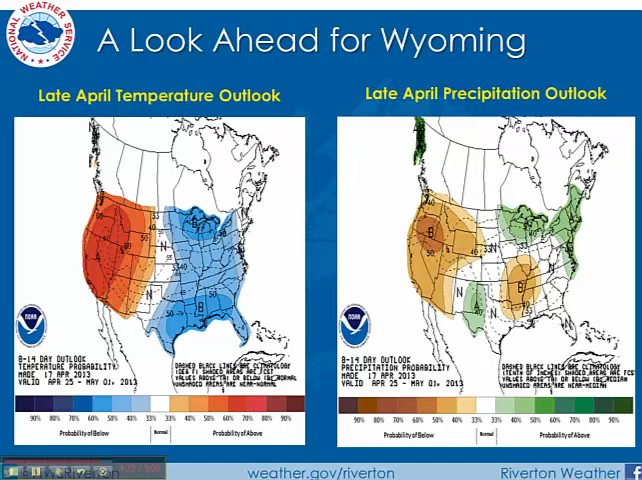 NATIONAL WEATHER SERVICE
A Look Ahead for Wyoming
Late April Temperature Outlook
Late April Precipitation Outlook
NOAA
8-14 DAY OUTLOOK
TEMPERATURE PROBABILITY
MADE 17 APR 2013
VALID APR 25 - MAY 01, 2013
DASHED BLACK LINES ARE CLIMATOLOGY
(DEG F) SHADED AREAS ARE FCST
VALUES ABOVE (A) OR BELOW (B) NORMAL
UNSHADED AREAS ARE NEAR-NORMAL
90% 80% 70% 60% 50% 40% 33% 33% 40% 50% 60% 70% 80% 90%
Probability of Below
Normal
Probability of Above
NOAA
8-14 DAY OUTLOOK
PRECIPITATION PROBABILITY
MADE 17 APR 2013
VALID APR 25 - MAY 01, 2013
DASHED BLACK LINES ARE CLIMATOLOGY
(TENTH OF INCHES) SHADED AREAS ARE FCST
VALUES ABOVE (A) OR BELOW (B) MEDIAN
UNSHADED AREAS ARE NEAR-MEDIAN
90% 80% 70% 60% 50% 40% 33% 33% 40% 50% 60% 70% 80% 90%
Probability of Below
Normal
Probability of Above
weather.gov/riverton
Riverton Weather